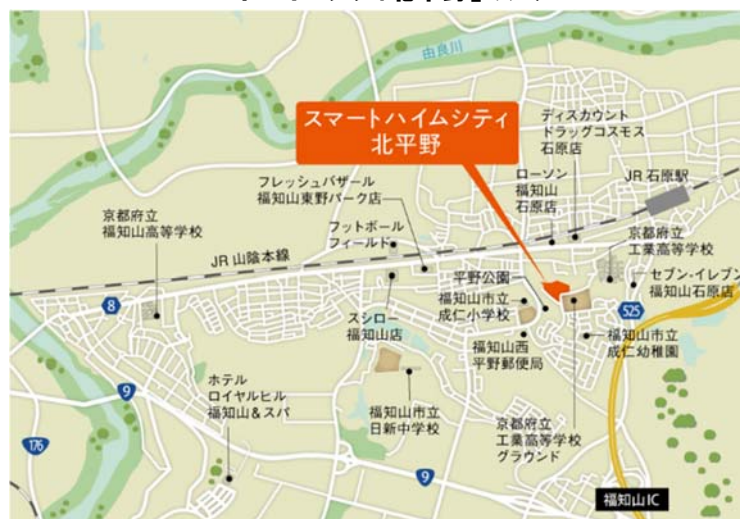 由良川
スマートハイムシティ
北平野
ディスカウント
ドラッグコスモス
石原店
ローソン
福知山
石原店
JR 石原駅
フレッシュバザール
福知山東野パーク店
京都府立
福知山高等学校
フットボール
フィールド
京都府立
工業高等学校
JR 山陰本線
平野公園
セブン-イレブン
福知山石原店
8
福知山市立
成仁小学校
525
スシロー
福知山店
福知山西
平野郵便局
福知山市立
成仁幼稚園
9
ホテル
ロイヤルヒル
福知山&スパ
福知山市立
日新中学校
京都府立
工業高等学校
グラウンド
176
9
福知山IC